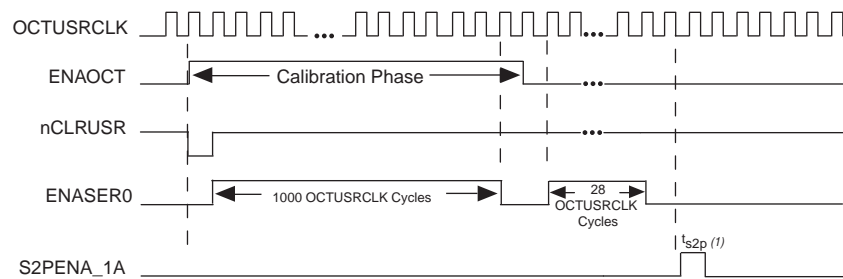 OCTUSRCLK
ENAOCT
Calibration Phase
nCLRUSR
ENASER0
1000 OCTUSRCLK Cycles
28
OCTUSRCLK
Cycles
ts2p (1)
S2PENA_1A